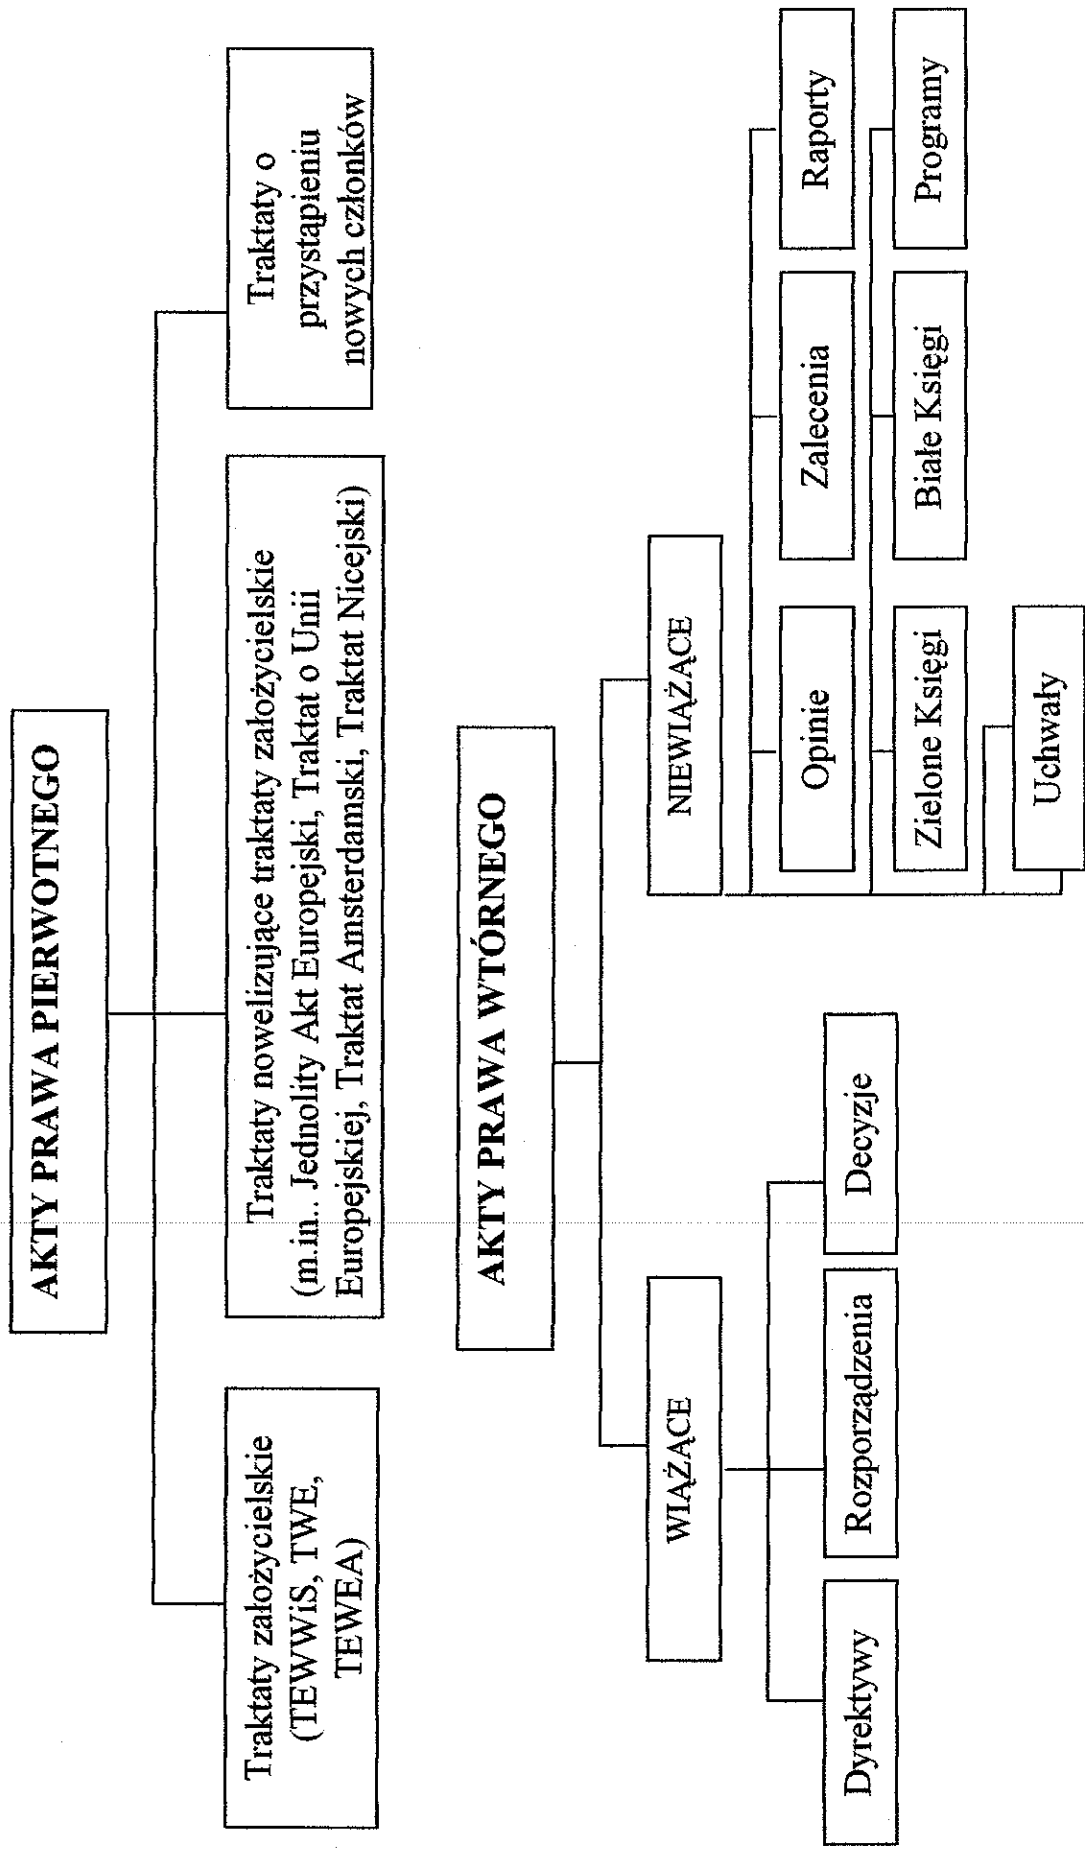 AKTY PRAWA PIERWOTNEGO
Traktaty założycielskie
(TEWWiS, TWE,
TEWEA)
Traktaty nowelizujące traktaty założycielskie
(m.in.. Jednolity Akt Europejski, Traktat o Unii
Europejskiej, Traktat Amsterdamski, Traktat Nicejski)
Traktaty o
przystąpieniu
nowych członków
AKTY PRAWA WTÓRNEGO
WIĄŻĄCE
NIEWIĄŻĄCE
Dyrektywy
Rozporządzenia
Decyzje
Opinie
Zalecenia
Raporty
Zielone Księgi
Białe Księgi
Programy
Uchwały